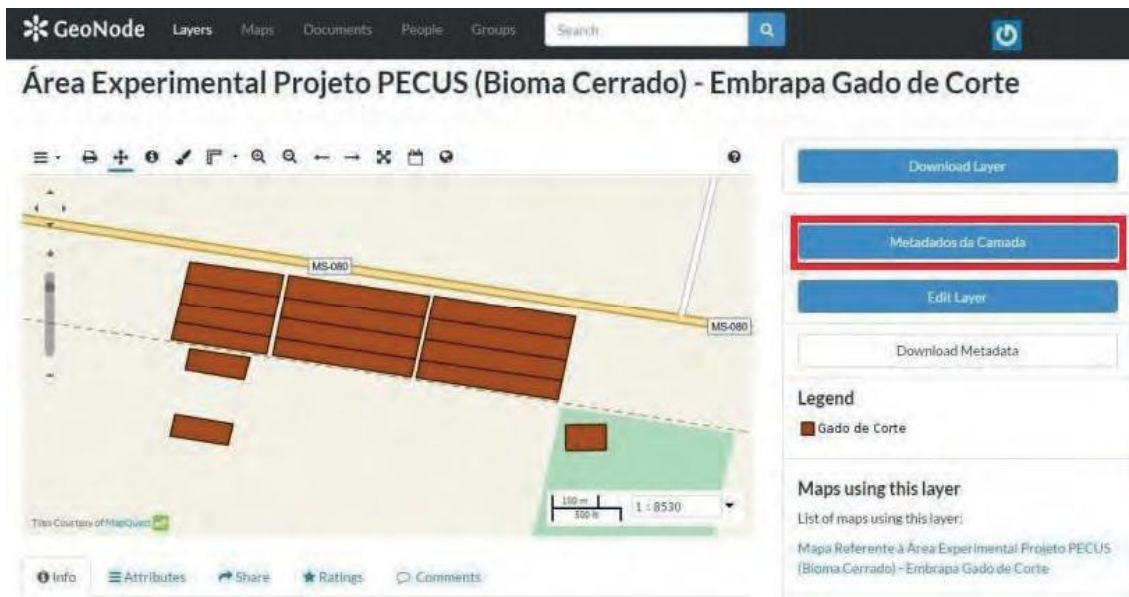 GeoNode Layers Maps Documents People Groups Search
Área Experimental Projeto PECUS (Bioma Cerrado) - Embrapa Gado de Corte
Download Layer
Metadados da Camada
Edit Layer
Download Metadata
Legend
Gado de Corte
Maps using this layer
List of maps using this layer:
Mapa Referente à Área Experimental Projeto PECUS
(Bioma Cerrado) - Embrapa Gado de Corte
MS-080
MS-080
100 m
500 ft
1 : 8530
Tiles Courtesy of MapQuest
Info Attributes Share Ratings Comments